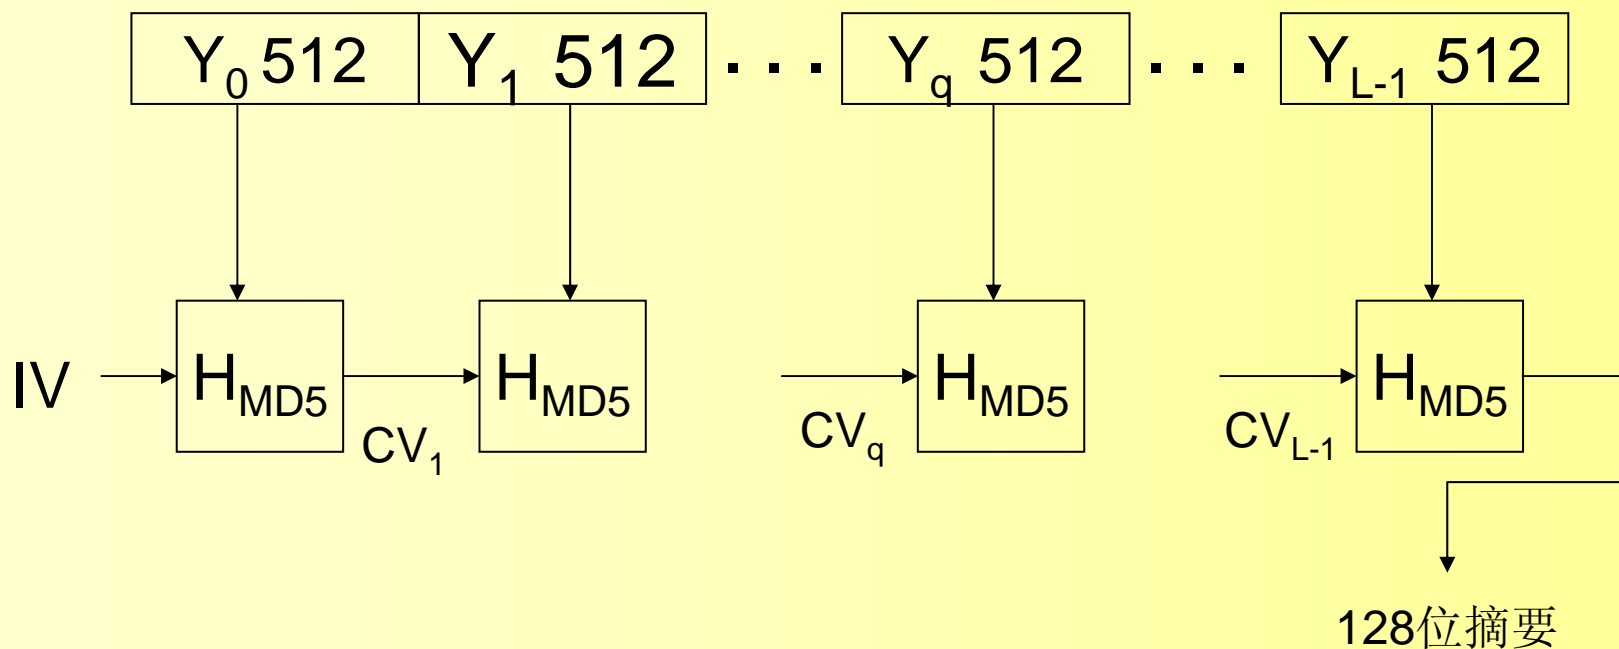 Y0 512 Y1 512 . . . Yq 512 . . . YL-1 512
IV HMD5 HMD5 HMD5 HMD5
CV1 CVq CVL-1
128位摘要